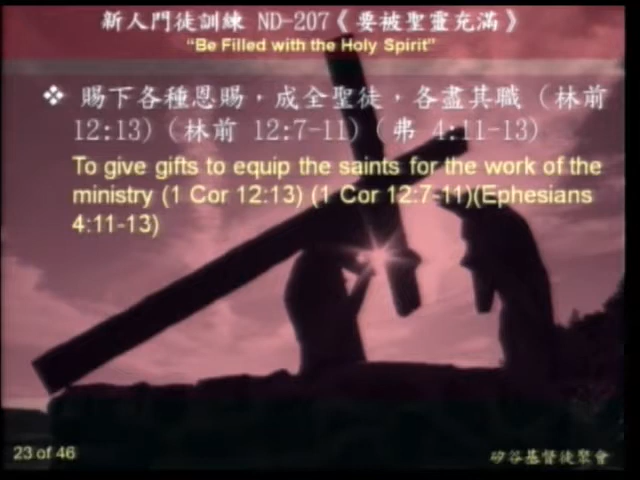 新人門徒訓練 ND-207《要被聖靈充滿》
“Be Filled with the Holy Spirit”
❖ 賜下各種恩賜，成全聖徒，各盡其職 (林前
12:13) (林前 12:7-11) (弗 4:11-13)
To give gifts to equip the saints for the work of the
ministry (1 Cor 12:13) (1 Cor 12:7-11)(Ephesians
4:11-13)
23 of 46
矽谷基督徒聚會